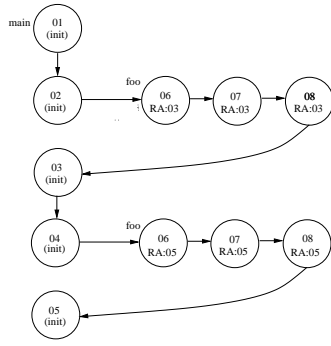 main
01
(init)
foo
02
(init)
06
RA:03
07
RA:03
08
RA:03
03
(init)
foo
04
(init)
06
RA:05
07
RA:05
08
RA:05
05
(init)